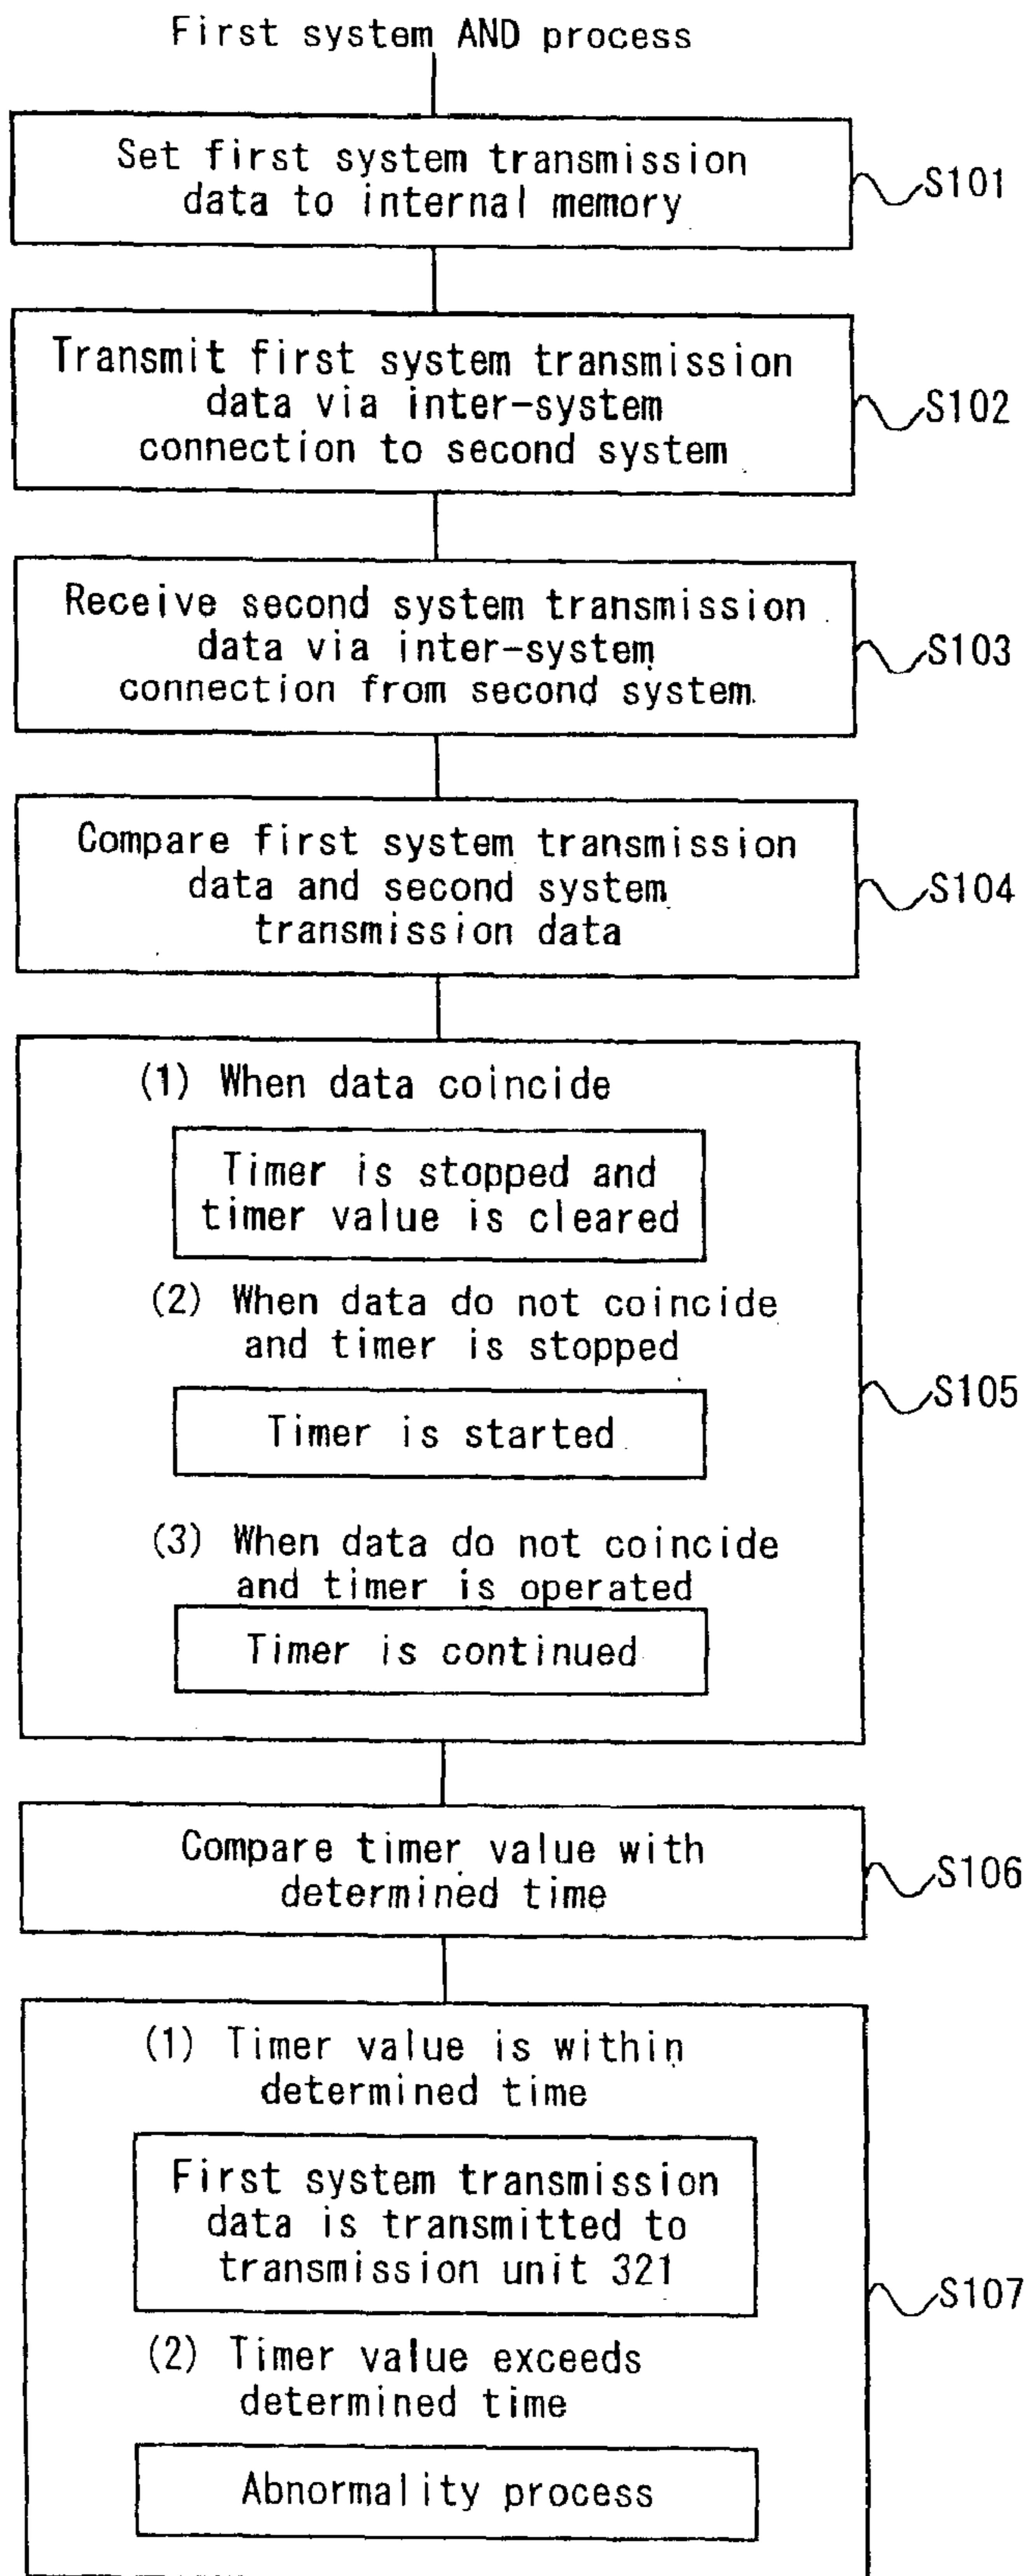 First system AND process
Set first system transmission
data to internal memory
S101
Transmit first system transmission
data via inter-system
connection to second system
S102
Receive second system transmission
data via inter-system
connection from second system
S103
Compare first system transmission
data and second system
transmission data
S104
(1) When data coincide
Timer is stopped and
timer value is cleared
(2) When data do not coincide
and timer is stopped
Timer is started
(3) When data do not coincide
and timer is operated
Timer is continued
S105
Compare timer value with
determined time
S106
(1) Timer value is within
determined time
First system transmission
data is transmitted to
transmission unit 321
(2) Timer value exceeds
determined time
Abnormality process
S107